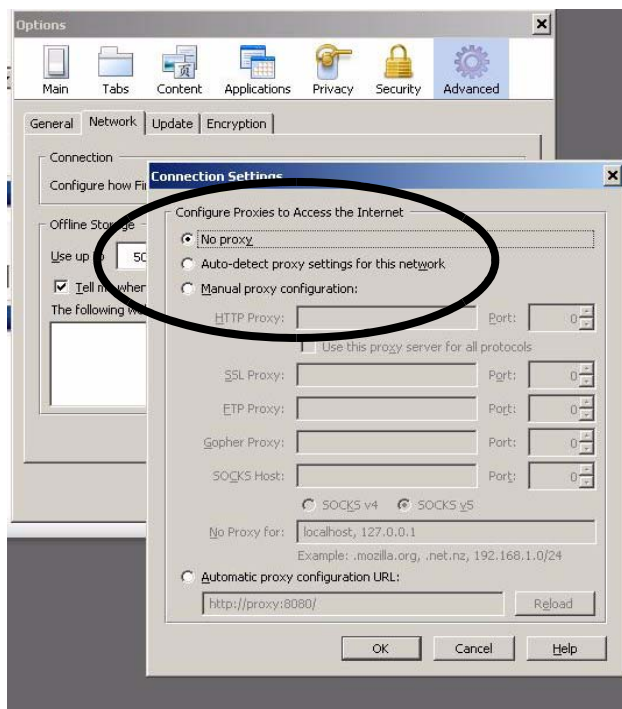 Options
Main Tabs Content Applications Privacy Security Advanced
General Network Update Encryption
Connection
Configure how Fi
Offline Storage
Use up to 50
Tell me when
The following we
Connection Settings
Configure Proxies to Access the Internet
No proxy
Auto-detect proxy settings for this network
Manual proxy configuration:
HTTP Proxy: Port: 0
Use this proxy server for all protocols
SSL Proxy: Port: 0
FTP Proxy: Port: 0
Gopher Proxy: Port: 0
SOCKS Host: Port: 0
SOCKS v4 SOCKS v5
No Proxy for: localhost, 127.0.0.1
Example: .mozilla.org, .net.nz, 192.168.1.0/24
Automatic proxy configuration URL:
http://proxy:8080/ Reload
OK Cancel Help